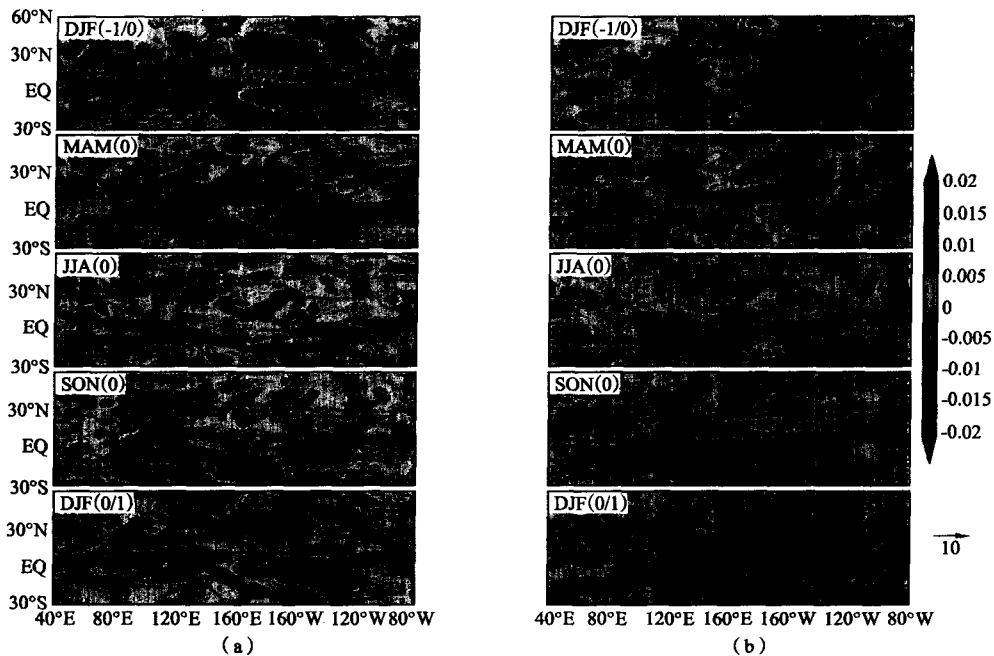 60°N
DJF(-1/0)
30°N
EQ
30°S
MAM(0)
30°N
EQ
30°S
JJA(0)
30°N
EQ
30°S
SON(0)
30°N
EQ
30°S
DJF(0/1)
30°N
EQ
30°S
40°E 80°E 120°E 160°E 160°W 120°W 80°W
(a)
DJF(-1/0)
MAM(0)
JJA(0)
SON(0)
DJF(0/1)
40°E 80°E 120°E 160°E 160°W 120°W 80°W
(b)
0.02
0.015
0.01
0.005
0
-0.005
-0.01
-0.015
-0.02
10